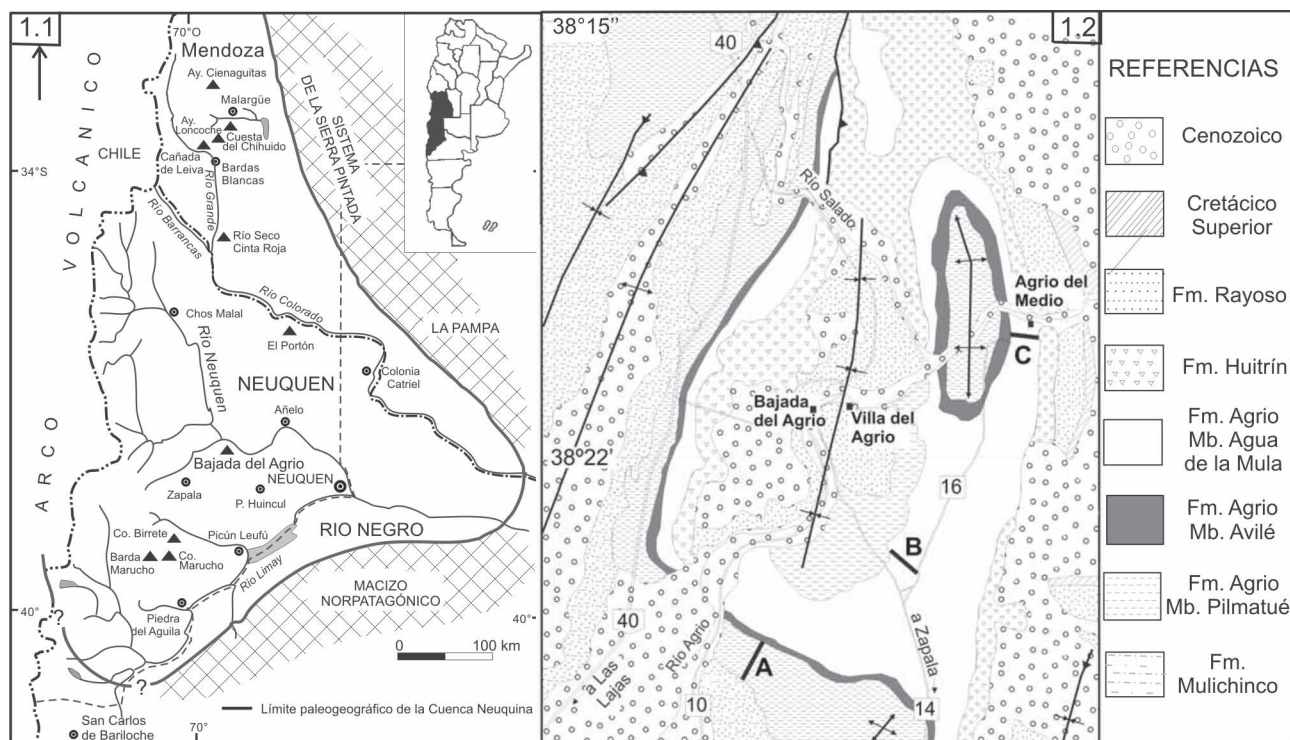 1.1
70°O
Mendoza
Ay. Cienaguitas
Malargüe
Ay.
Loncoche
Cuesta
del Chihuido
CHILE
Cañada
de Leiva
Bardas
Blancas
34°S
Río Grande
Río Barrancas
Río Seco
Cinta Roja
VOLCANICO
ARCO
SISTEMA
DE LA SIERRA PINTADA
Río Colorado
Chos Malal
LA PAMPA
El Portón
Río Neuquen
NEUQUEN
Colonia
Catriel
Añelo
Bajada del Agrio
NEUQUEN
Zapala
P. Huincul
Co. Birrete
Picún Leufú
RIO NEGRO
Barda
Marucho
Co.
Marucho
Río Limay
MACIZO
NORPATAGÓNICO
40°
40°
?
Piedra
del Aguila
0 100 km
?
Límite paleogeográfico de la Cuenca Neuquina
San Carlos
de Bariloche
70°
38°15’’
40
1.2
Río Salado
Agrio del
Medio
C
Bajada
del Agrio
Villa del
Agrio
38°22’
16
B
40
Río Agrio
a Las
Lajas
A
a Zapala
10
14
REFERENCIAS
Cenozoico
Cretácico
Superior
Fm. Rayoso
Fm. Huitrín
Fm. Agrio
Mb. Agua
de la Mula
Fm. Agrio
Mb. Avilé
Fm. Agrio
Mb. Pilmatué
Fm.
Mulichinco